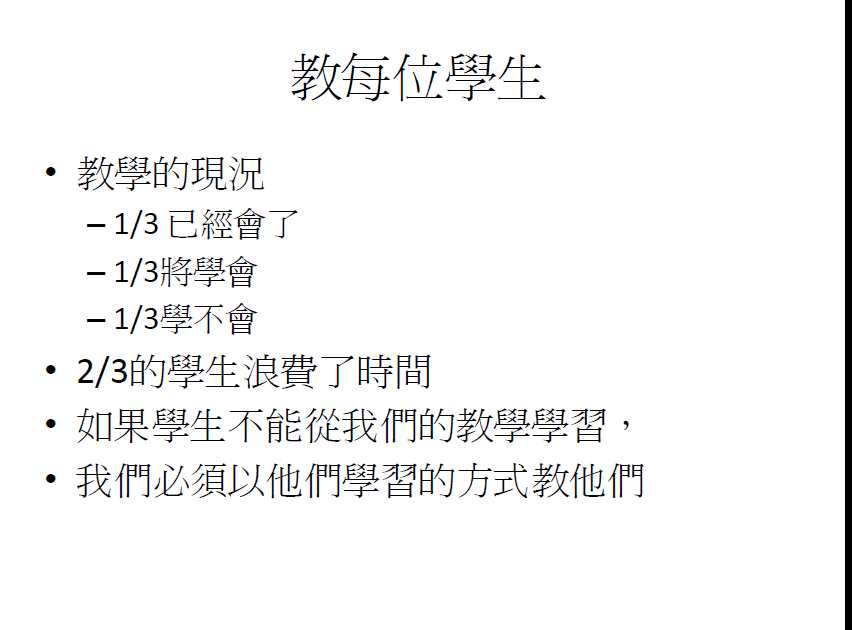 教每位學生
• 教學的現況
– 1/3 已經會了
– 1/3將學會
– 1/3學不會
• 2/3的學生浪費了時間
• 如果學生不能從我們的教學學習，
• 我們必須以他們學習的方式教他們